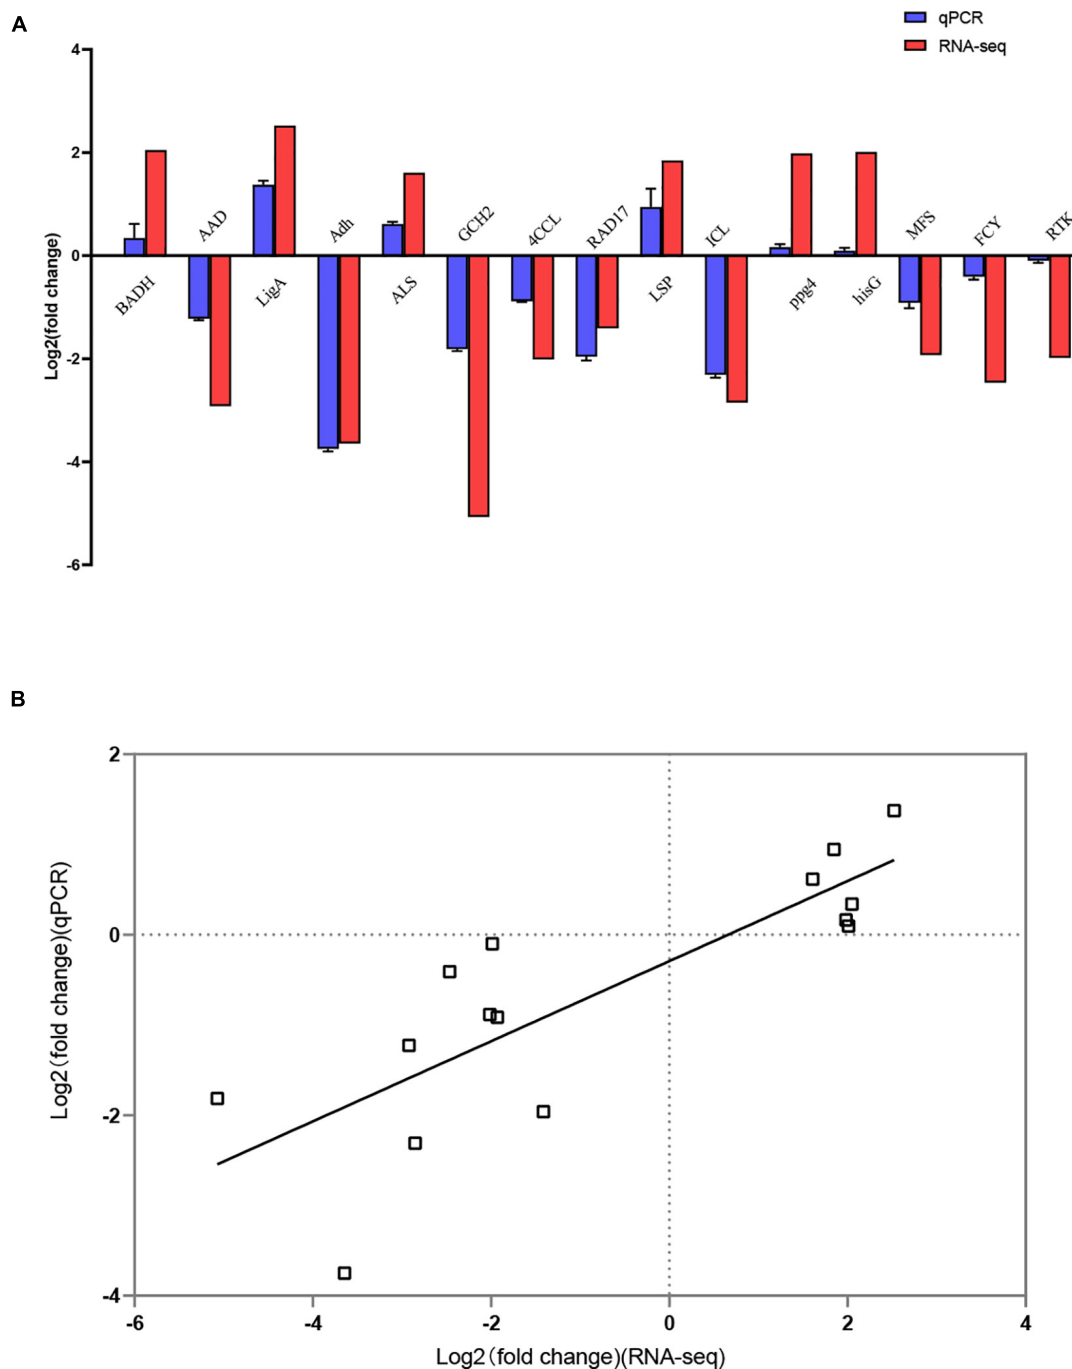 A
qPCR
RNA-seq
4
2
0
-2
-4
-6
Log2(fold change)
BADH
AAD
LigA
Adh
ALS
GCH2
4CCL
RAD17
LSP
ICL
ppg4
hisG
MFS
FCY
RTK
B
2
0
-2
-4
Log2(fold change)(qPCR)
-6 -4 -2 0 2 4
Log2(fold change)(RNA-seq)